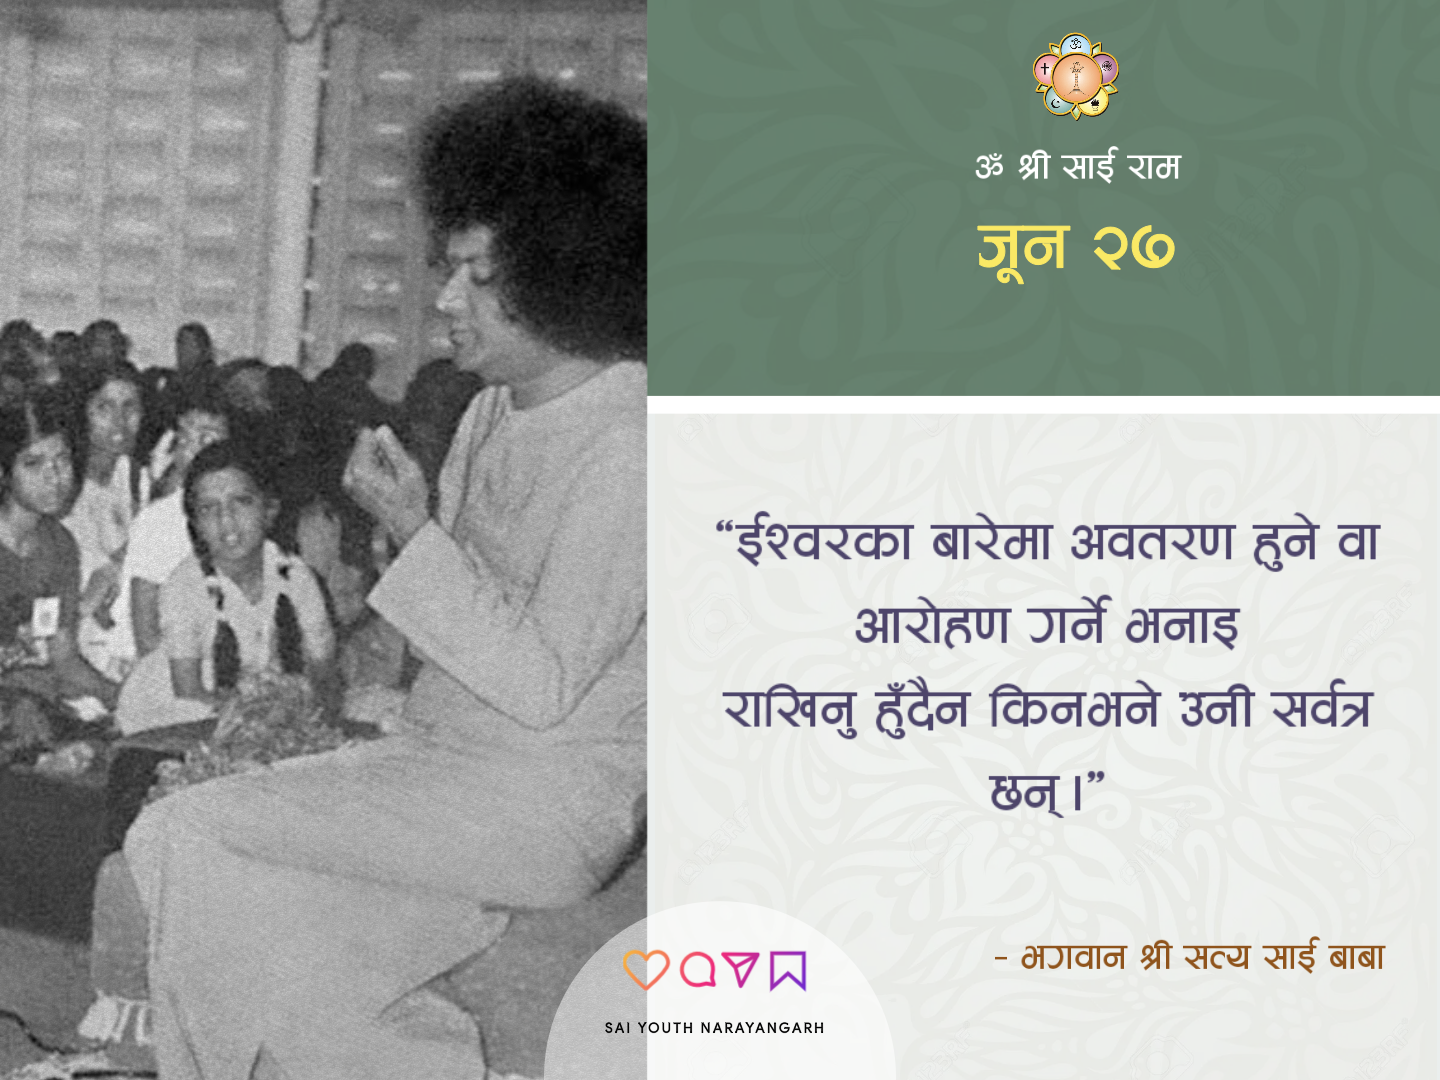 ॐ श्री साई राम
जून २७
“ईश्वरका बारेमा अवतरण हुने वा
आरोहण गर्ने भनाइ
राखिनु हुँदैन किनभने उनी सर्वत्र
छन् ।”
- भगवान श्री सत्य साई बाबा
SAI YOUTH NARAYANGARH